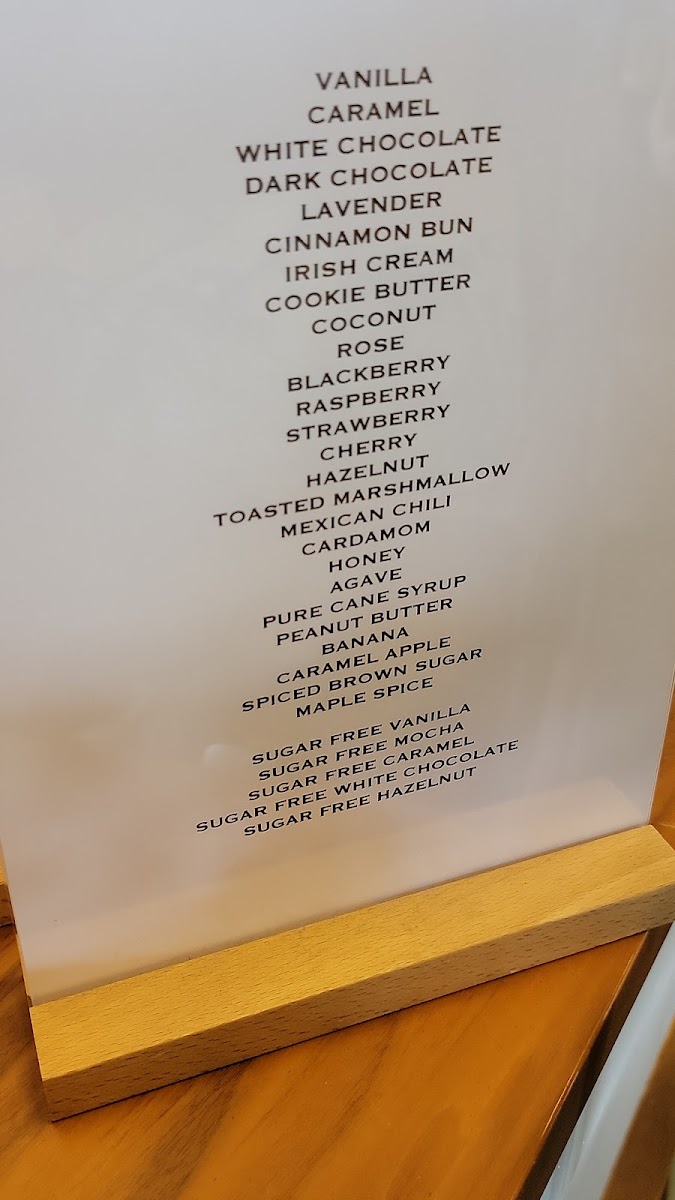 VANILLA
CARAMEL
WHITE CHOCOLATE
DARK CHOCOLATE
LAVENDER
CINNAMON BUN
IRISH CREAM
COOKIE BUTTER
COCONUT
ROSE
BLACKBERRY
RASPBERRY
STRAWBERRY
CHERRY
HAZELNUT
TOASTED MARSHMALLOW
MEXICAN CHILI
CARDAMOM
HONEY
AGAVE
PURE CANE SYRUP
PEANUT BUTTER
BANANA
CARAMEL APPLE
SPICED BROWN SUGAR
MAPLE SPICE
SUGAR FREE VANILLA
SUGAR FREE MOCHA
SUGAR FREE CARAMEL
SUGAR FREE WHITE CHOCOLATE
SUGAR FREE HAZELNUT